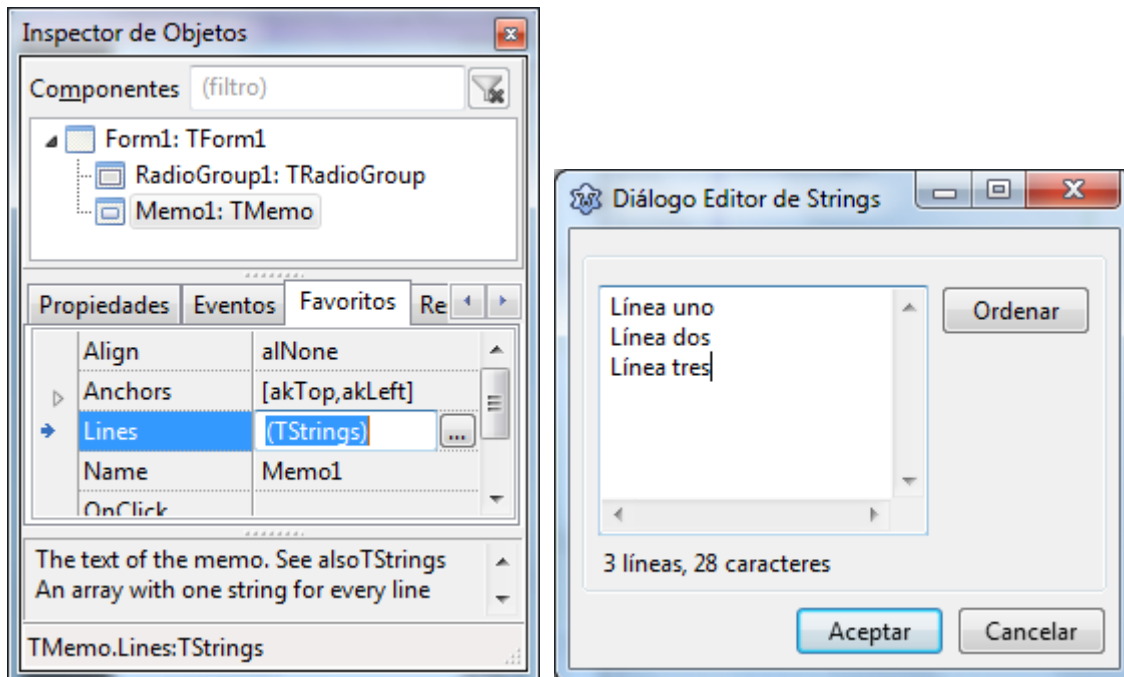 Inspector de Objetos
Componentes (filtro)
Form1: TForm1
RadioGroup1: TRadioGroup
Memo1: TMemo
Propiedades Eventos Favoritos Re
Align alNone
Anchors [akTop,akLeft]
Lines (TStrings) ...
Name Memo1
OnClick
The text of the memo. See alsoTStrings
An array with one string for every line
TMemo.Lines:TStrings
Diálogo Editor de Strings
Línea uno
Línea dos
Línea tres
Ordenar
3 líneas, 28 caracteres
Aceptar Cancelar